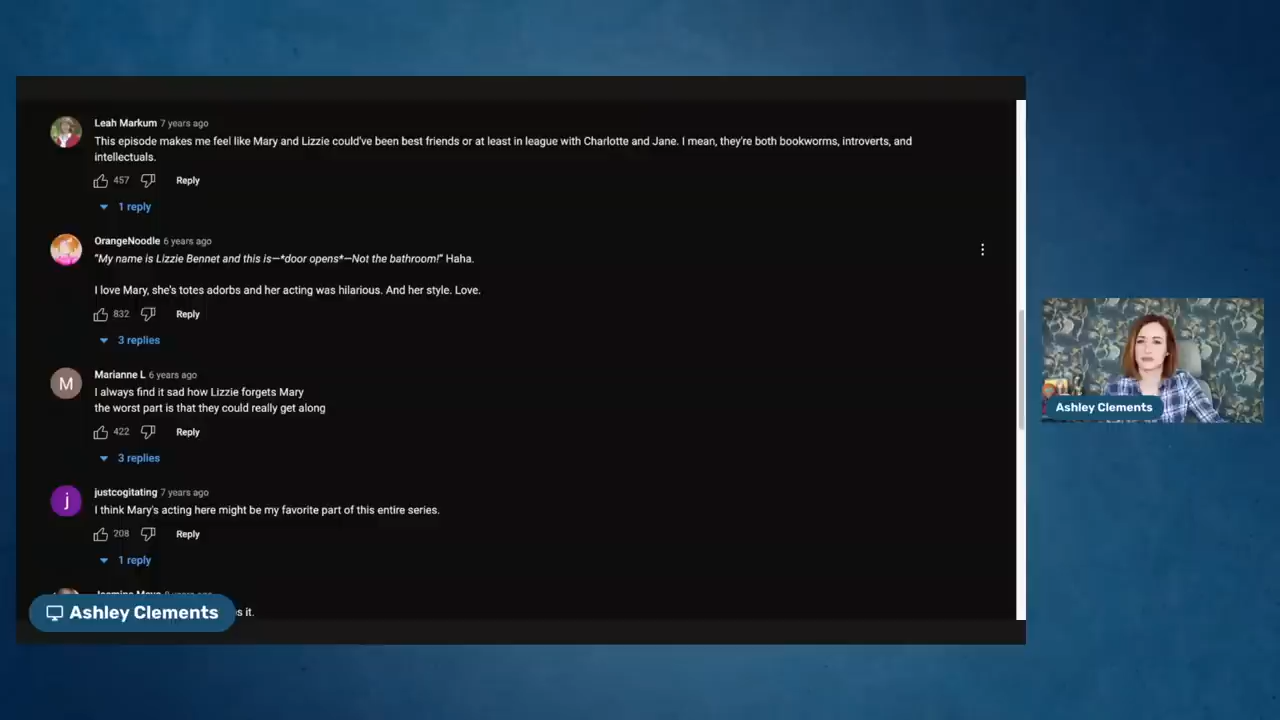 Leah Markum 7 years ago
This episode makes me feel like Mary and Lizzie could've been best friends or at least in league with Charlotte and Jane. I mean, they're both bookworms, introverts, and
intellectuals.
457 Reply
1 reply
OrangeNoodle 6 years ago
"My name is Lizzie Bennet and this is—*door opens*—Not the bathroom!" Haha.
I love Mary, she's totes adorbs and her acting was hilarious. And her style. Love.
832 Reply
3 replies
M
Marianne L 6 years ago
I always find it sad how Lizzie forgets Mary
the worst part is that they could really get along
422 Reply
3 replies
j
justcogitating 7 years ago
I think Mary's acting here might be my favorite part of this entire series.
208 Reply
1 reply
Ashley Clements
s it.
Ashley Clements